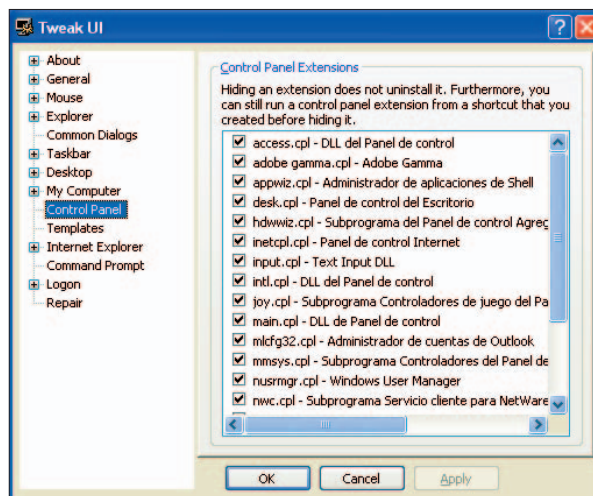 Tweak UI
About
General
Mouse
Explorer
Common Dialogs
Taskbar
Desktop
My Computer
Control Panel
Templates
Internet Explorer
Command Prompt
Logon
Repair
Control Panel Extensions
Hiding an extension does not uninstall it. Furthermore, you
can still run a control panel extension from a shortcut that you
created before hiding it.
access.cpl - DLL del Panel de control
adobe gamma.cpl - Adobe Gamma
appwiz.cpl - Administrador de aplicaciones de Shell
desk.cpl - Panel de control del Escritorio
hdwwiz.cpl - Subprograma del Panel de control Agreg
inetcpl.cpl - Panel de control Internet
input.cpl - Text Input DLL
intl.cpl - DLL del Panel de control
joy.cpl - Subprograma Controladores de juego del Pa
main.cpl - DLL de Panel de control
mlcfg32.cpl - Administrador de cuentas de Outlook
mmsys.cpl - Subprograma Controladores del Panel de
nusrmgr.cpl - Windows User Manager
nwc.cpl - Subprograma Servicio cliente para NetWare
OK
Cancel
Apply